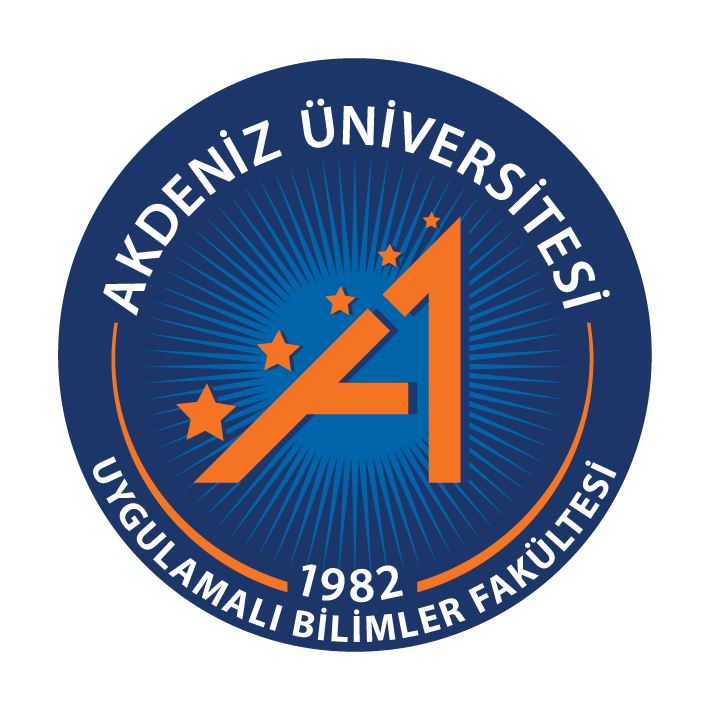 AKDENİZ ÜNİVERSİTESİ
1982
UYGULAMALI BİLİMLER FAKÜLTESİ